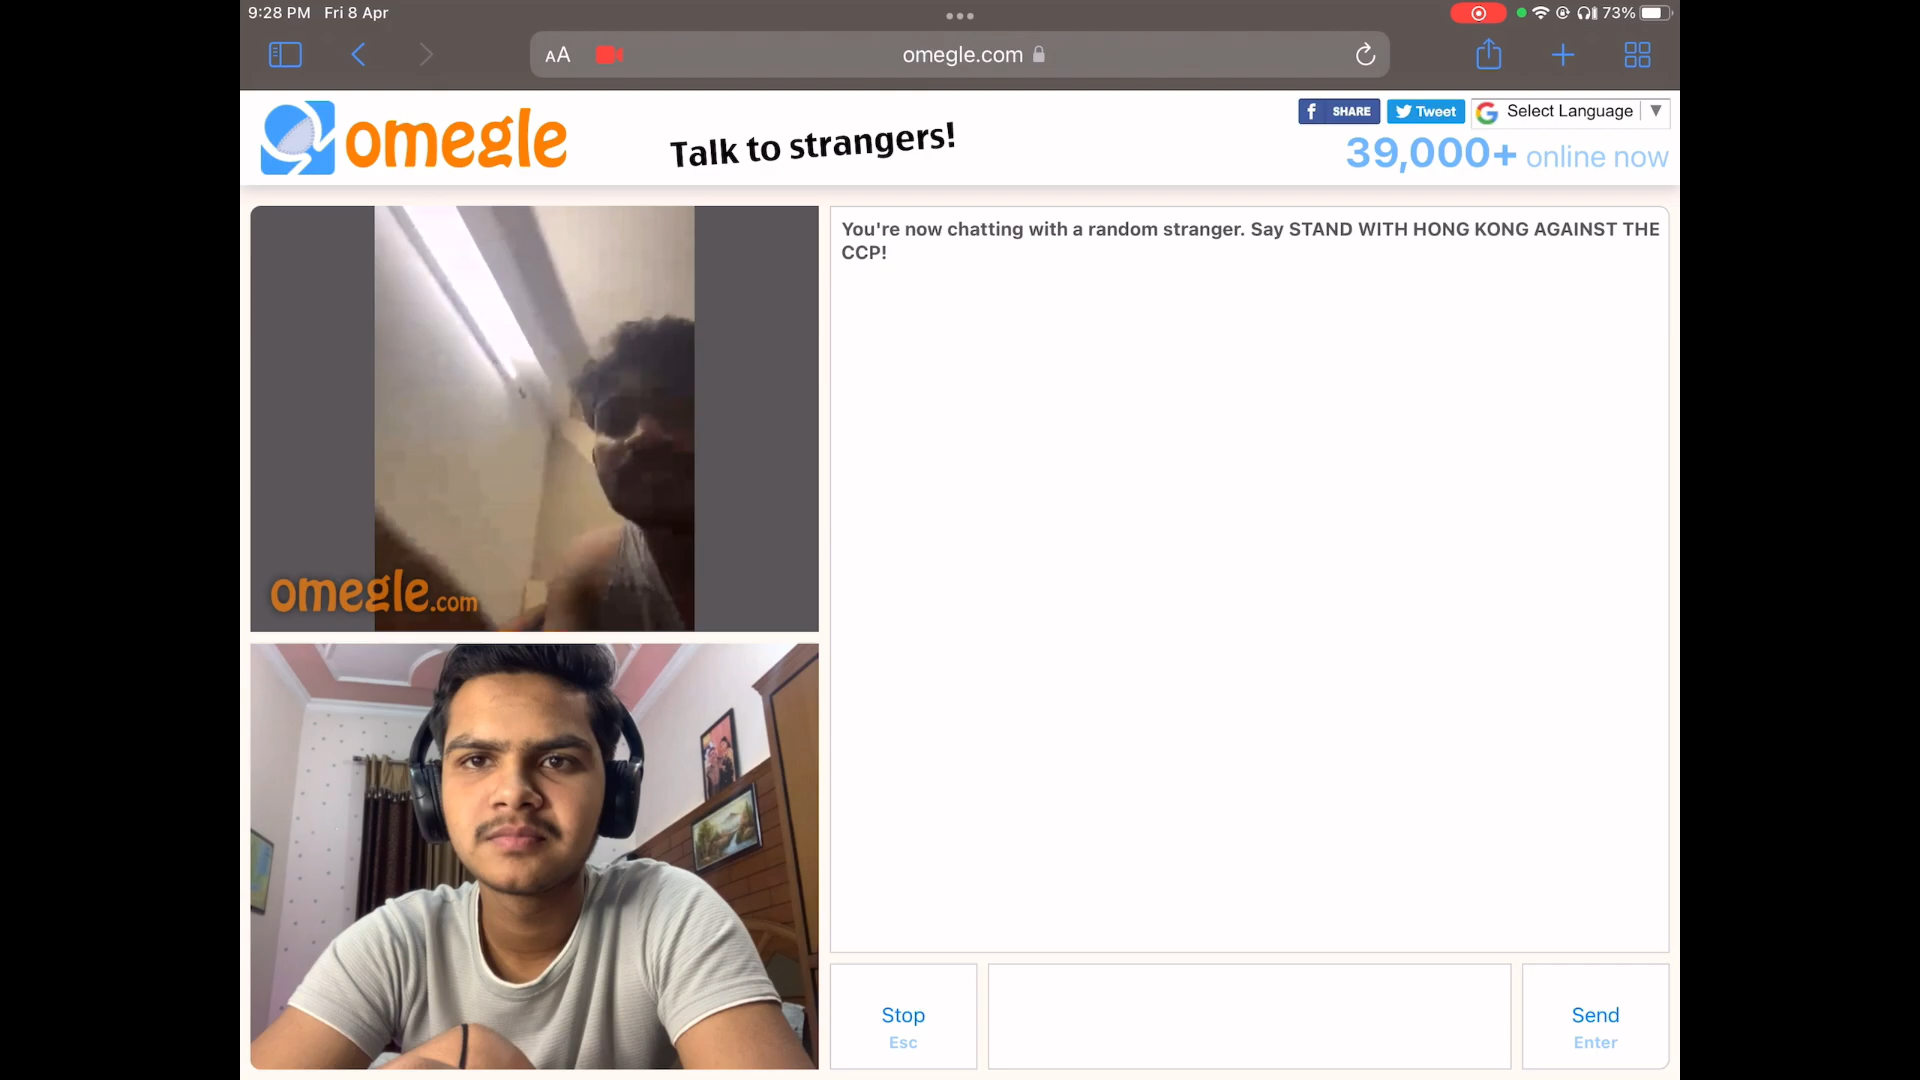 9:28 PM Fri 8 Apr
73%
AA
omegle.com
omegle
Talk to strangers!
SHARE
Tweet
Select Language
39,000+ online now
You're now chatting with a random stranger. Say STAND WITH HONG KONG AGAINST THE
CCP!
omegle.com
Stop
Esc
Send
Enter